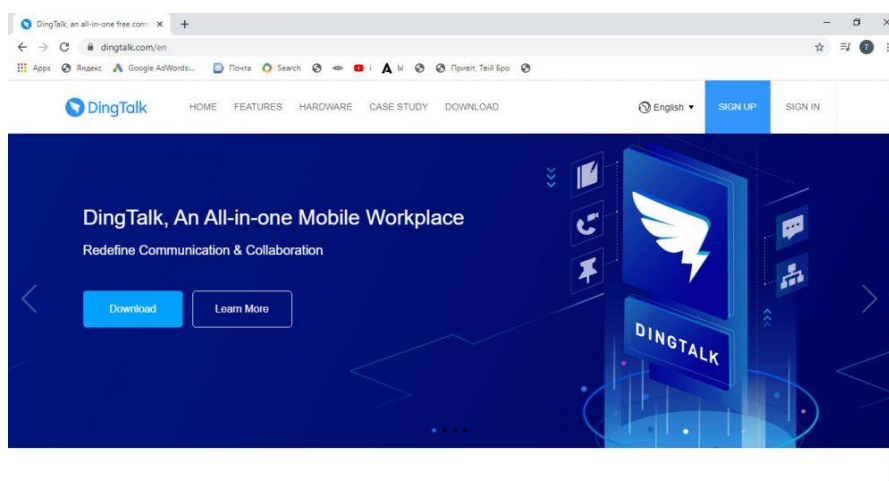 DingTalk, an all-in-one free com
dingtalk.com/en
Apps Яндекс Google AdWords:... Почта Search i Ы Привіт, Твій Бро
DingTalk HOME FEATURES HARDWARE CASE STUDY DOWNLOAD English SIGN UP SIGN IN
DingTalk, An All-in-one Mobile Workplace
Redefine Communication & Collaboration
Download Learn More
DINGTALK